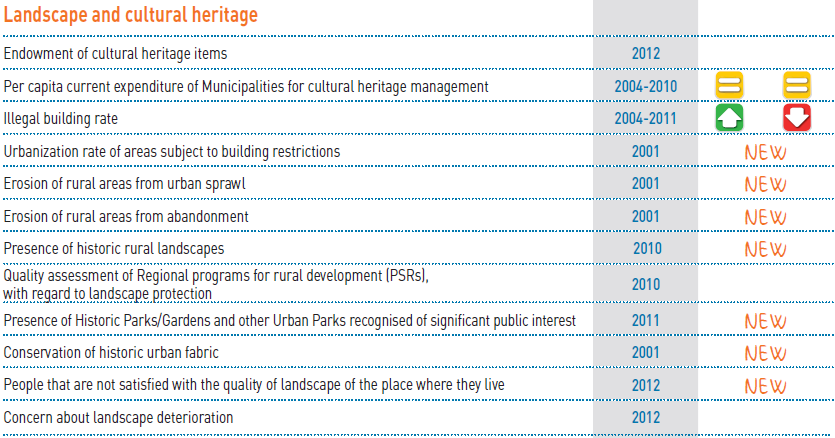 Landscape and cultural heritage
Endowment of cultural heritage items 2012
Per capita current expenditure of Municipalities for cultural heritage management 2004-2010
Illegal building rate 2004-2011
Urbanization rate of areas subject to building restrictions 2001 NEW
Erosion of rural areas from urban sprawl 2001 NEW
Erosion of rural areas from abandonment 2001 NEW
Presence of historic rural landscapes 2010 NEW
Quality assessment of Regional programs for rural development (PSRs),
with regard to landscape protection 2010
Presence of Historic Parks/Gardens and other Urban Parks recognised of significant public interest 2011 NEW
Conservation of historic urban fabric 2001 NEW
People that are not satisfied with the quality of landscape of the place where they live 2012 NEW
Concern about landscape deterioration 2012